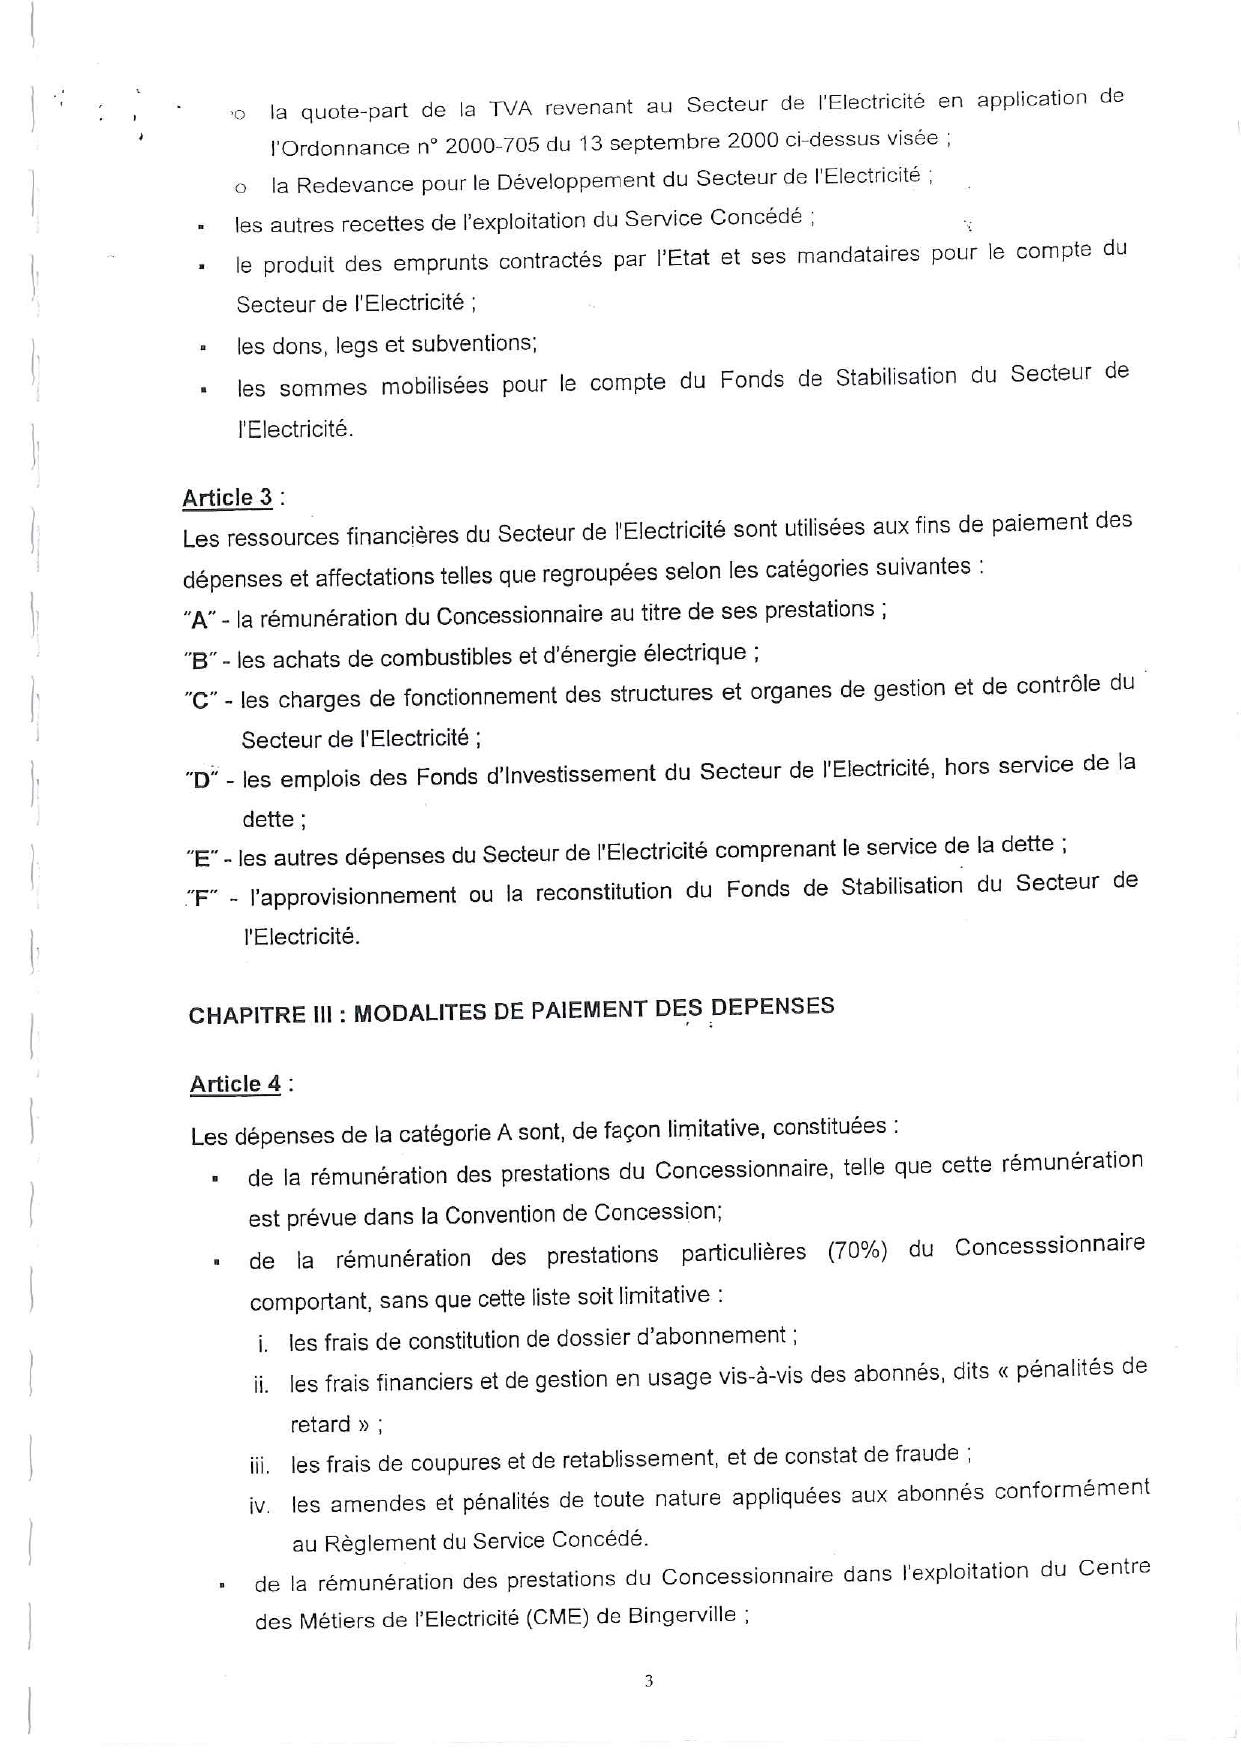 o la quote-part de la TVA revenant au Secteur de l'Electricité en application de
l'Ordonnance n° 2000-705 du 13 septembre 2000 ci-dessus visée ;
o la Redevance pour le Développement du Secteur de l'Electricité ;
▪ les autres recettes de l'exploitation du Service Concédé ;
▪ le produit des emprunts contractés par l'Etat et ses mandataires pour le compte du
Secteur de l'Electricité ;
▪ les dons, legs et subventions;
▪ les sommes mobilisées pour le compte du Fonds de Stabilisation du Secteur de
l'Electricité.
Article 3 :
Les ressources financières du Secteur de l'Electricité sont utilisées aux fins de paiement des
dépenses et affectations telles que regroupées selon les catégories suivantes :
"A" - la rémunération du Concessionnaire au titre de ses prestations ;
"B" - les achats de combustibles et d'énergie électrique ;
"C" - les charges de fonctionnement des structures et organes de gestion et de contrôle du
Secteur de l'Electricité ;
"D" - les emplois des Fonds d'Investissement du Secteur de l'Electricité, hors service de la
dette ;
"E" - les autres dépenses du Secteur de l'Electricité comprenant le service de la dette ;
"F" - l'approvisionnement ou la reconstitution du Fonds de Stabilisation du Secteur de
l'Electricité.
CHAPITRE III : MODALITES DE PAIEMENT DES DEPENSES
Article 4 :
Les dépenses de la catégorie A sont, de façon limitative, constituées :
▪ de la rémunération des prestations du Concessionnaire, telle que cette rémunération
est prévue dans la Convention de Concession;
▪ de la rémunération des prestations particulières (70%) du Concesssionnaire
comportant, sans que cette liste soit limitative :
i. les frais de constitution de dossier d'abonnement ;
ii. les frais financiers et de gestion en usage vis-à-vis des abonnés, dits « pénalités de
retard » ;
iii. les frais de coupures et de retablissement, et de constat de fraude ;
iv. les amendes et pénalités de toute nature appliquées aux abonnés conformément
au Règlement du Service Concédé.
▪ de la rémunération des prestations du Concessionnaire dans l'exploitation du Centre
des Métiers de l'Electricité (CME) de Bingerville ;
3